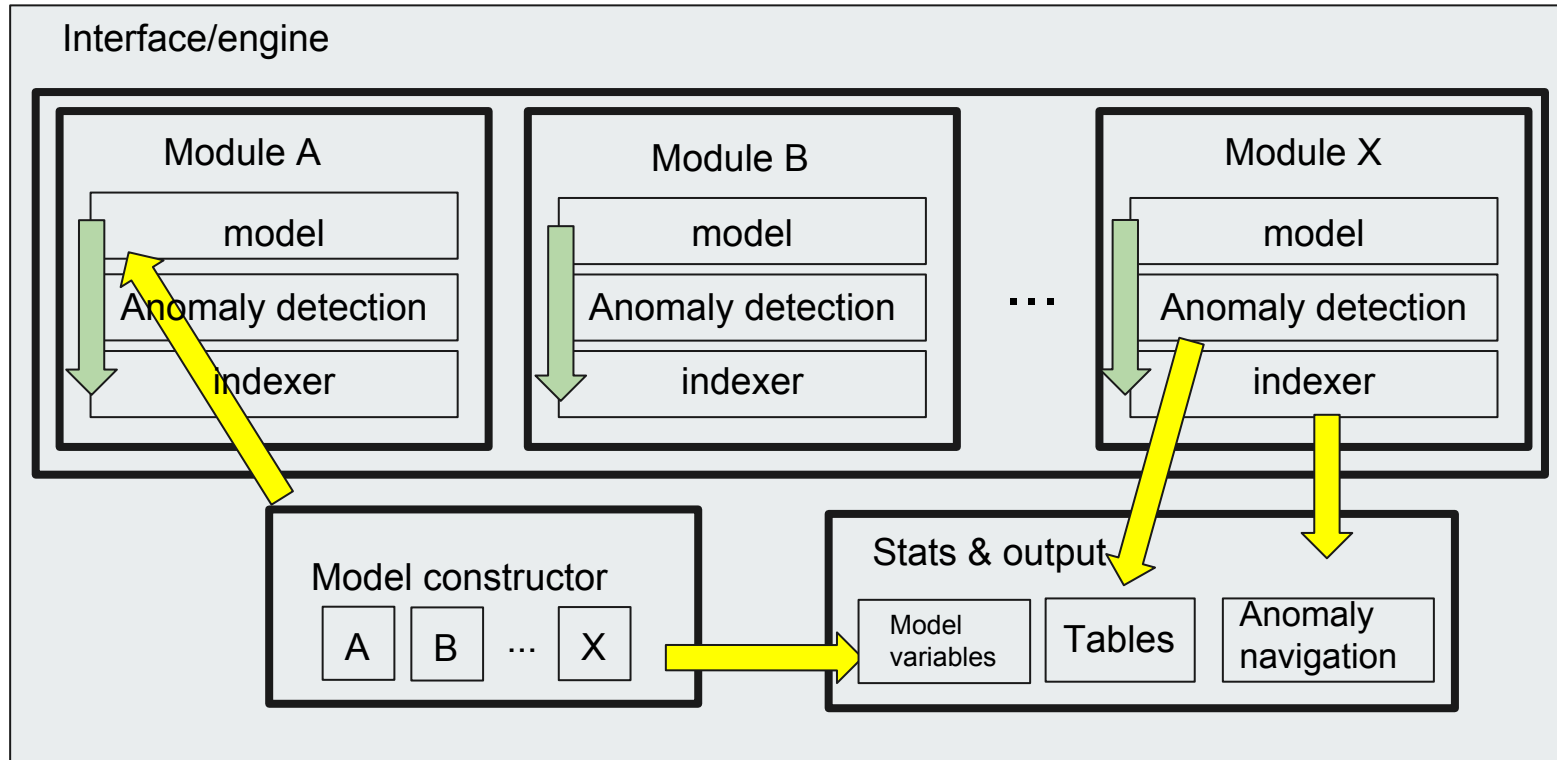 Interface/engine
Module A
model
Anomaly detection
indexer
Module B
model
Anomaly detection
indexer
...
Module X
model
Anomaly detection
indexer
Model constructor
A
B
...
X
Stats & output
Model
variables
Tables
Anomaly
navigation